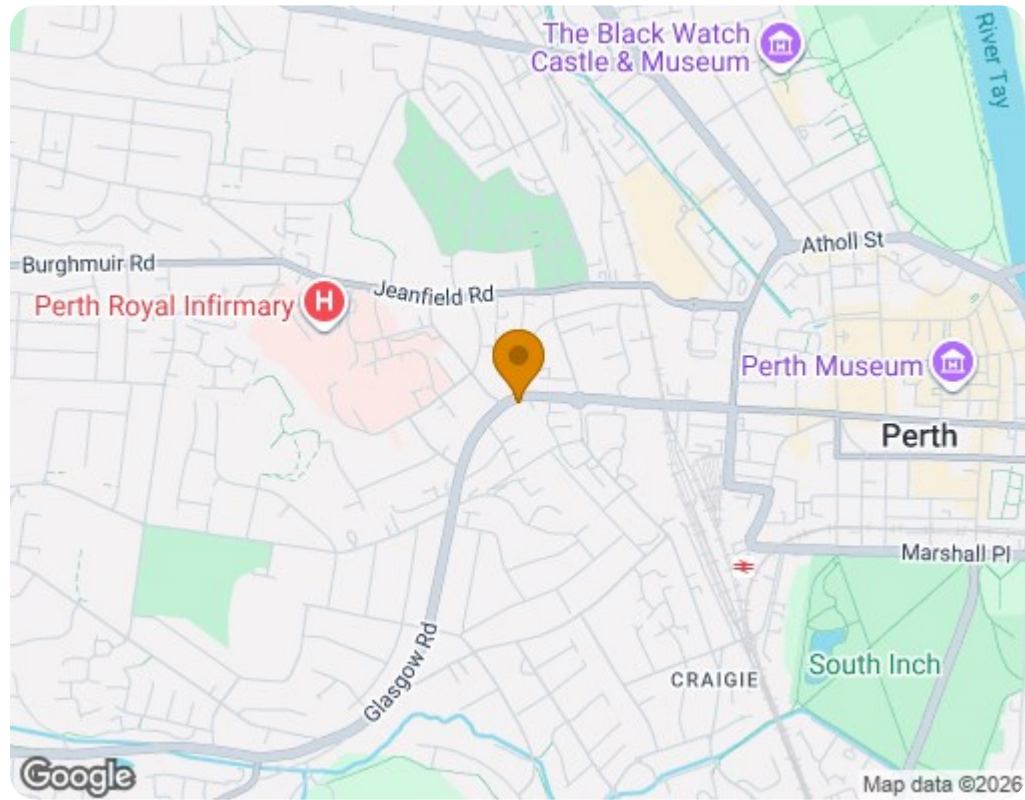 The Black Watch
Castle & Museum
River Tay
Atholl St
Burghmuir Rd
Jeanfield Rd
Perth Royal Infirmary
H
Perth Museum
Perth
Marshall Pl
Glasgow Rd
South Inch
CRAIGIE
Google
Map data ©2026